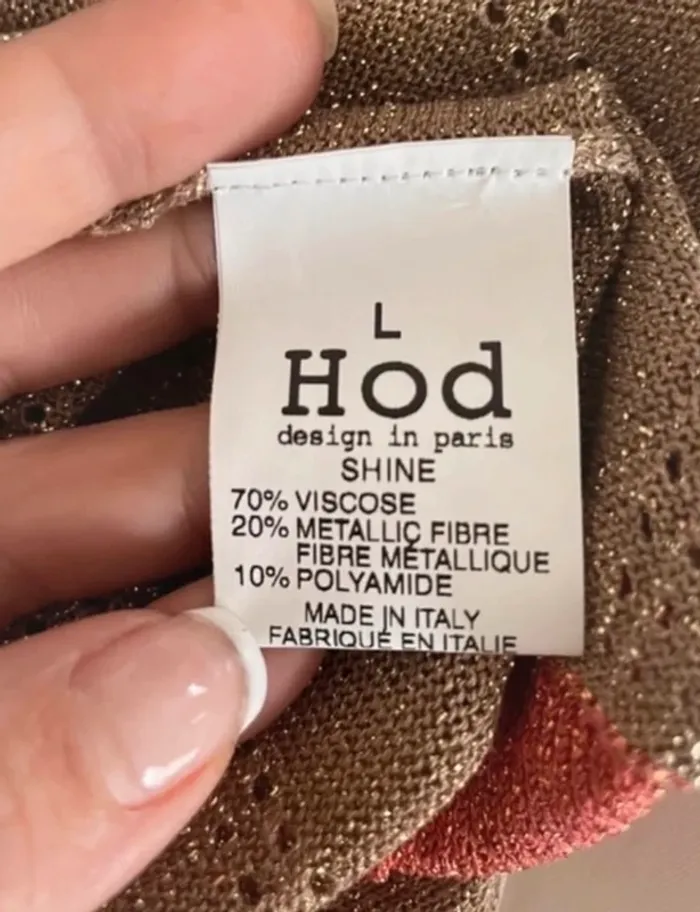 L
Hod
design in paris
SHINE
70% VISCOSE
20% METALLIC FIBRE
FIBRE MÉTALLIQUE
10% POLYAMIDE
MADE IN ITALY
FABRIQUÉ EN ITALIE